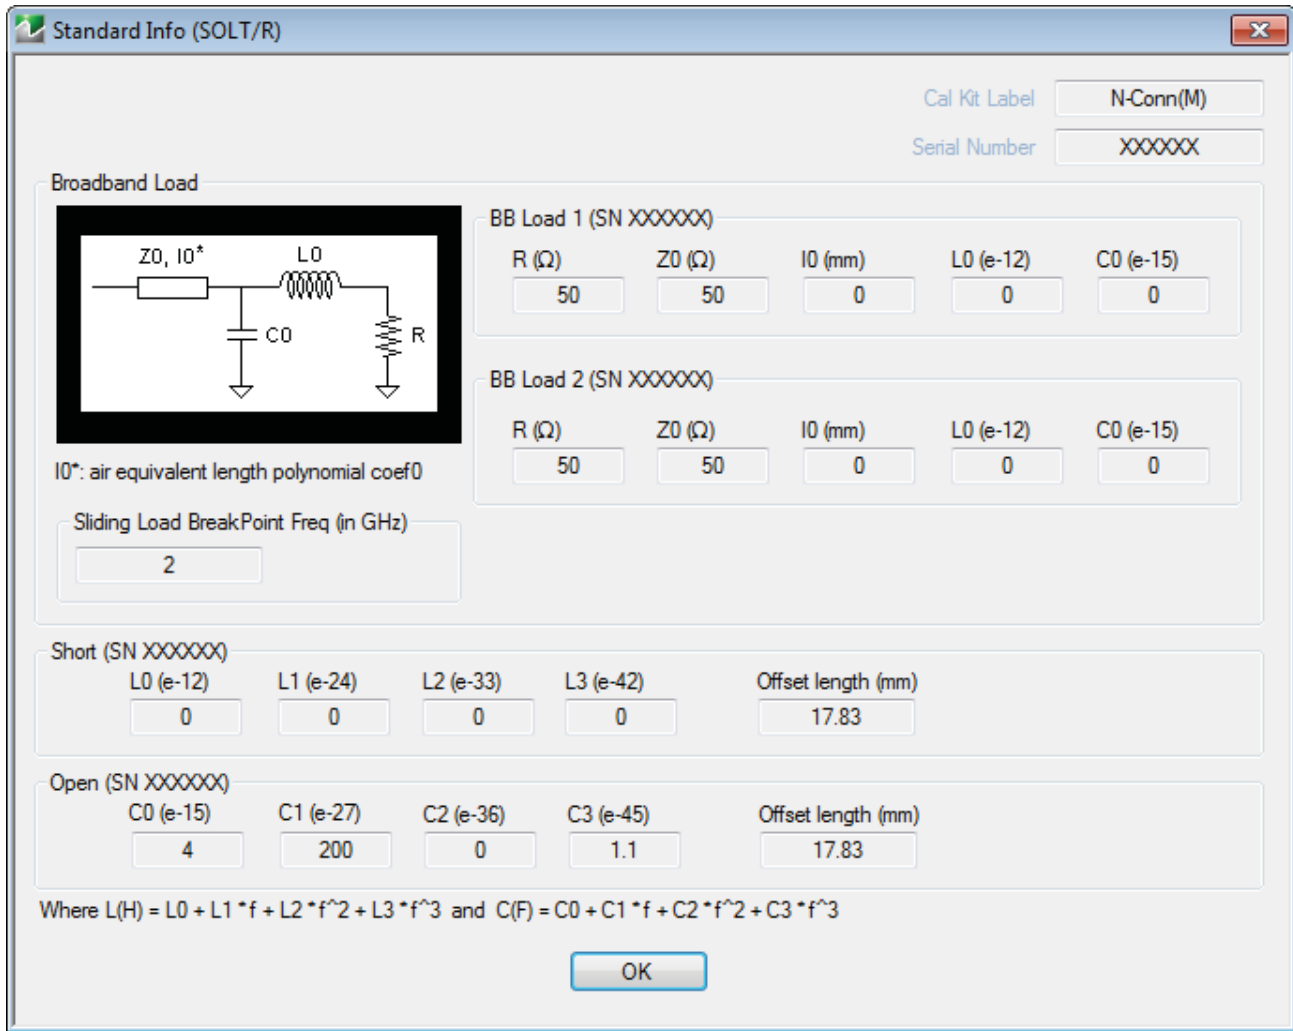 Standard Info (SOLT/R)
Cal Kit Label N-Conn(M)
Serial Number XXXXXX
Broadband Load
Z0, I0* L0
C0 R
I0*: air equivalent length polynomial coef0
BB Load 1 (SN XXXXXX)
R (Ω) Z0 (Ω) I0 (mm) L0 (e-12) C0 (e-15)
50 50 0 0 0
BB Load 2 (SN XXXXXX)
R (Ω) Z0 (Ω) I0 (mm) L0 (e-12) C0 (e-15)
50 50 0 0 0
Sliding Load BreakPoint Freq (in GHz)
2
Short (SN XXXXXX)
L0 (e-12) L1 (e-24) L2 (e-33) L3 (e-42) Offset length (mm)
0 0 0 0 17.83
Open (SN XXXXXX)
C0 (e-15) C1 (e-27) C2 (e-36) C3 (e-45) Offset length (mm)
4 200 0 1.1 17.83
Where L(H) = L0 + L1 * f + L2 * f^2 + L3 * f^3 and C(F) = C0 + C1 * f + C2 * f^2 + C3 * f^3
OK